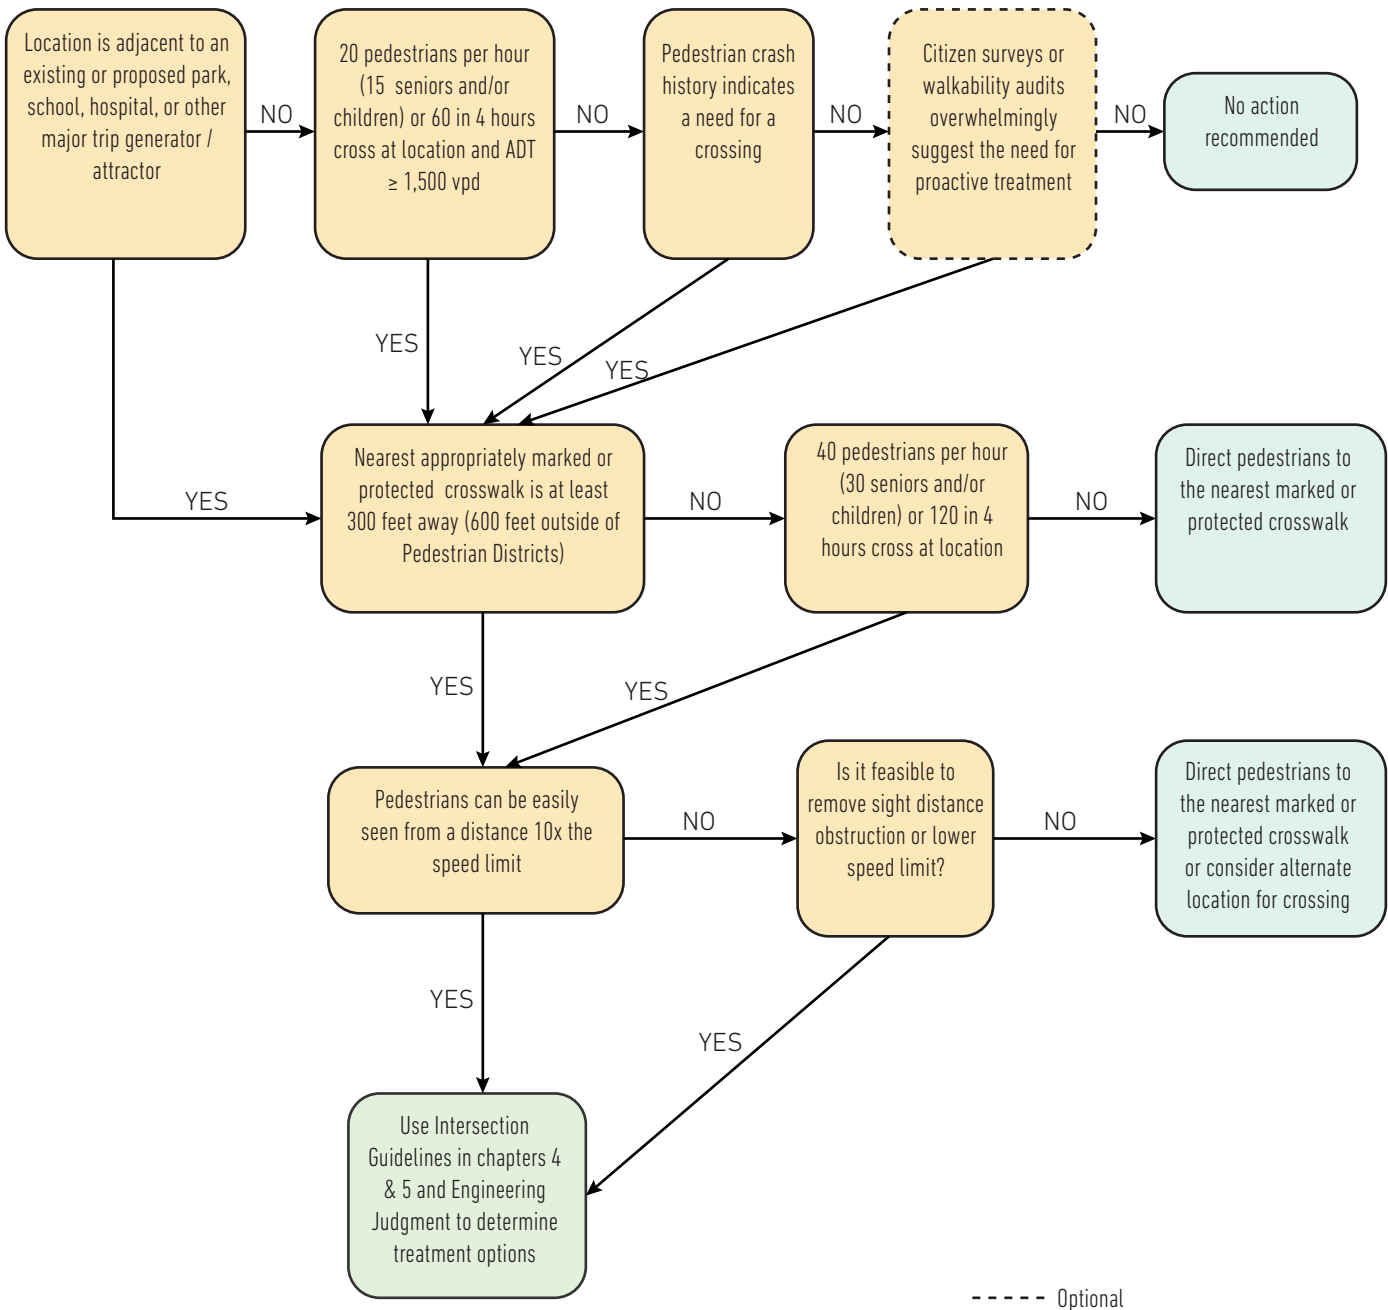 Location is adjacent to an
existing or proposed park,
school, hospital, or other
major trip generator /
attractor
NO
20 pedestrians per hour
(15 seniors and/or
children) or 60 in 4 hours
cross at location and ADT
≥ 1,500 vpd
NO
Pedestrian crash
history indicates
a need for a
crossing
NO
Citizen surveys or
walkability audits
overwhelmingly
suggest the need for
proactive treatment
NO
No action
recommended
YES
YES
YES
YES
Nearest appropriately marked or
protected crosswalk is at least
300 feet away (600 feet outside of
Pedestrian Districts)
NO
40 pedestrians per hour
(30 seniors and/or
children) or 120 in 4
hours cross at location
NO
Direct pedestrians to
the nearest marked or
protected crosswalk
YES
YES
Pedestrians can be easily
seen from a distance 10x the
speed limit
NO
Is it feasible to
remove sight distance
obstruction or lower
speed limit?
NO
Direct pedestrians to
the nearest marked or
protected crosswalk
or consider alternate
location for crossing
YES
YES
Use Intersection
Guidelines in chapters 4
& 5 and Engineering
Judgment to determine
treatment options
Optional